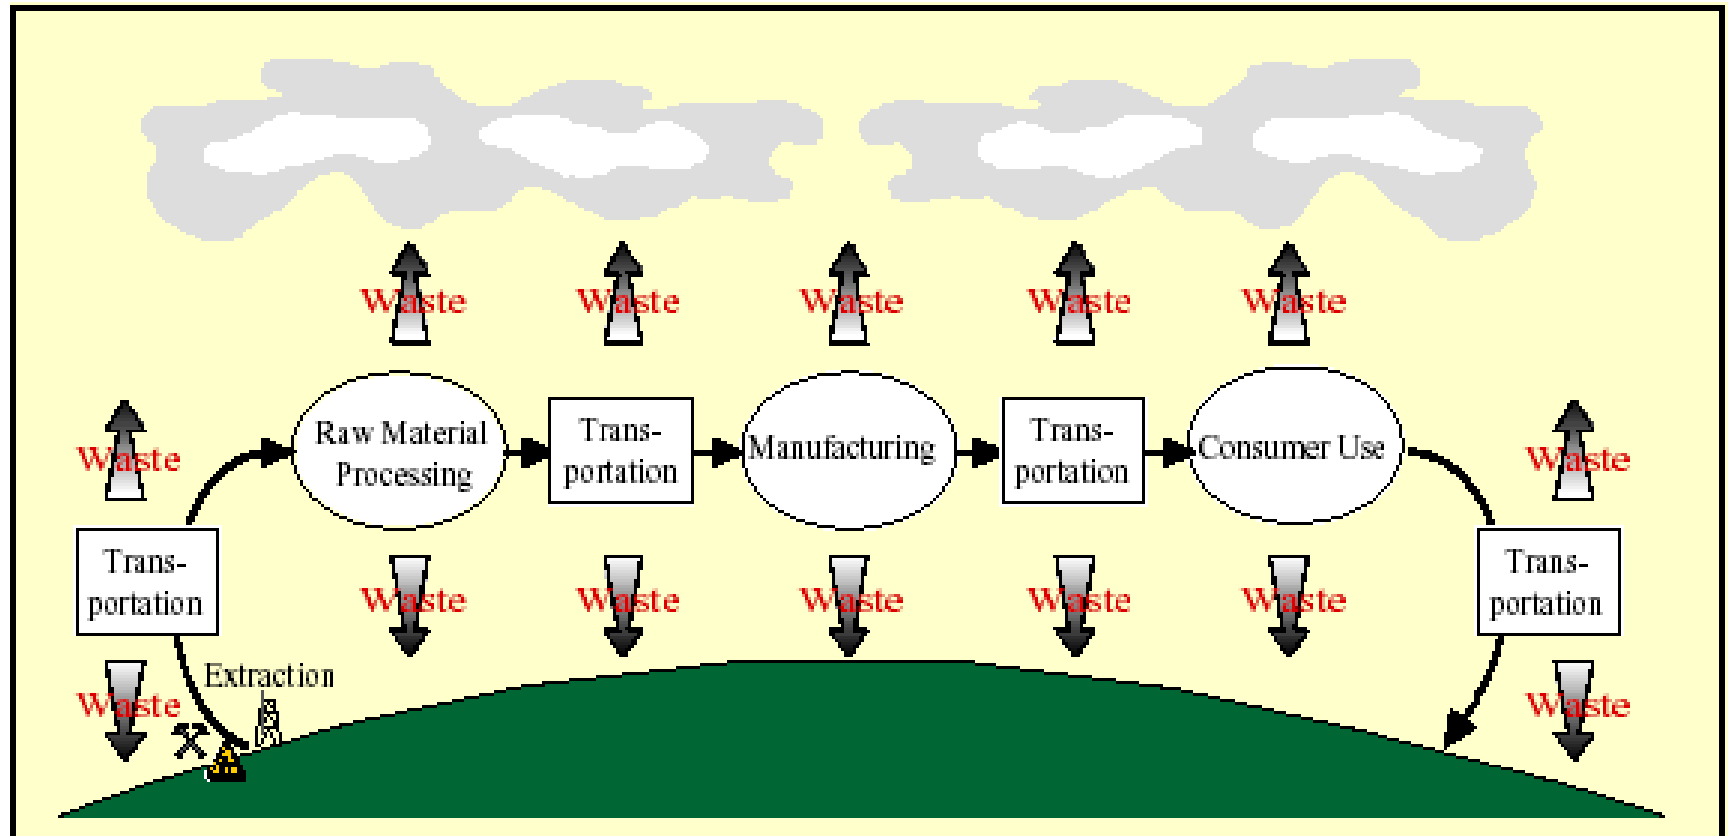 Waste
Waste
Waste
Waste
Waste
Waste
Waste
Raw Material
Processing
Trans-
portation
Manufacturing
Trans-
portation
Consumer Use
Trans-
portation
Trans-
portation
Waste
Waste
Waste
Waste
Waste
Extraction
Waste
Waste